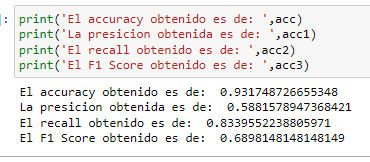 ]: print('El accuracy obtenido es de: ',acc)
print('La presicion obtenida es de: ',acc1)
print('El recall obtenido es de: ',acc2)
print('El F1 Score obtenido es de: ',acc3)
El accuracy obtenido es de:  0.931748726655348
La presicion obtenida es de:  0.5881578947368421
El recall obtenido es de:  0.8339552238805971
El F1 Score obtenido es de:  0.6898148148148149